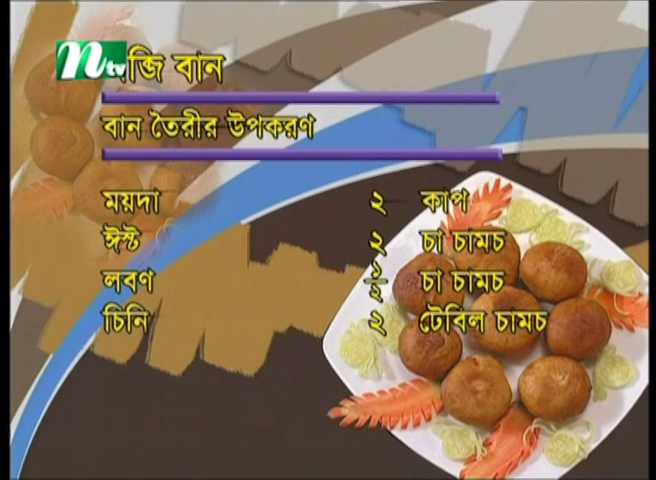 ntv
জি বান
বান তৈরীর উপকরণ
ময়দা ২ কাপ
ঈস্ট ২ চা চামচ
লবণ ১/২ চা চামচ
চিনি ২ টেবিল চামচ